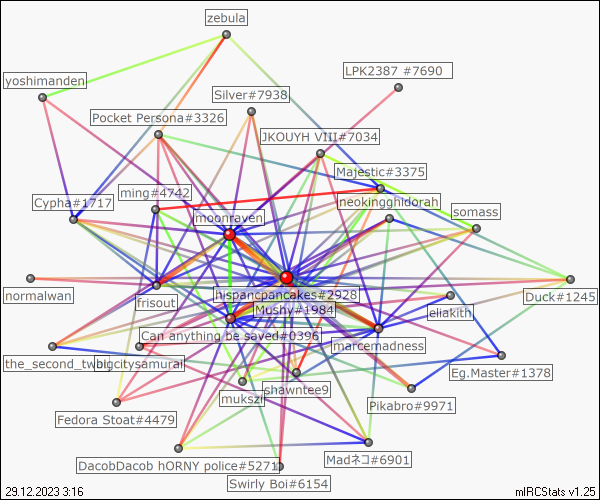 zebula
LPK2387 #7690
yoshimanden
Silver#7938
Pocket Persona#3326
JKOUYH VIII#7034
Majestic#3375
ming#4742
Cypha#1717
neokingghidorah
somass
moonraven
hispancpancakes#2928
normalwan
frisout
Duck#1245
Mushy#1984
eliakith
Can anything be saved#0396
marcemadness
the_second_two
bigcitysamurai
Eg.Master#1378
shawntee9
mukszi
Pikabro#9971
Fedora Stoat#4479
DacobDacob hORNY police#5271
Madネコ#6901
Swirly Boi#6154
29.12.2023 3:16
mIRCStats v1.25